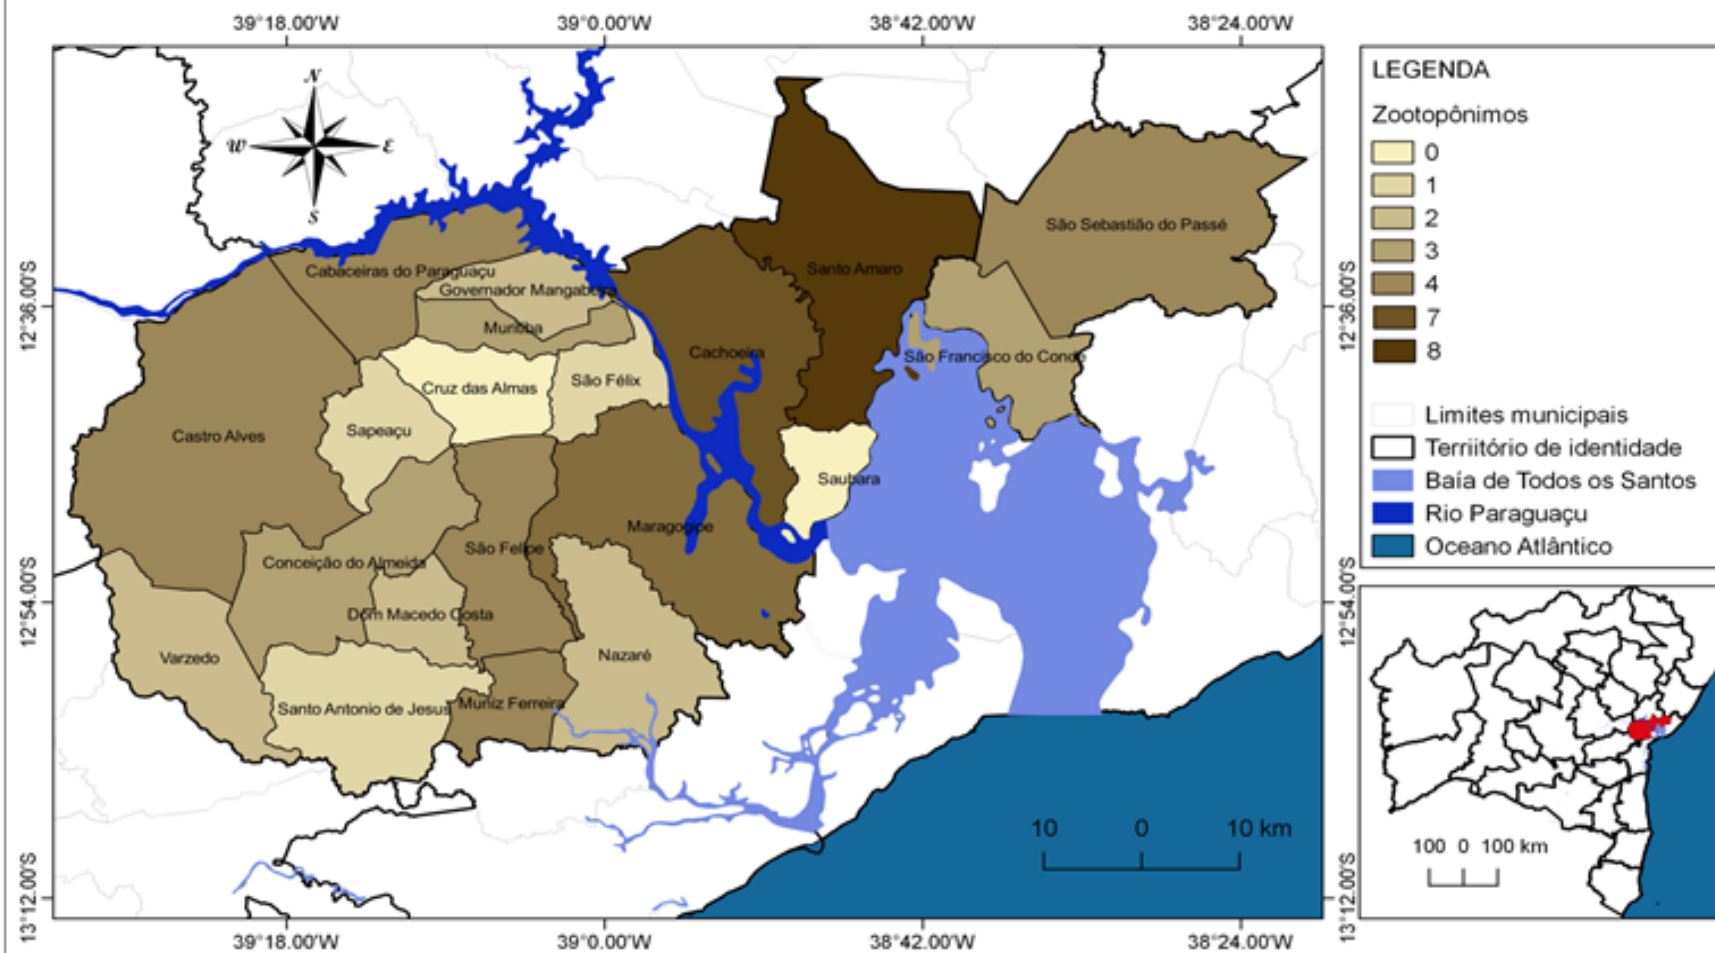 39°18.00'W 39°0.00'W 38°42.00'W 38°24.00'W
N
W E
S
12°36.00'S
12°54.00'S
13°12.00'S
São Sebastião do Passé
Santo Amaro
Cabaceiras do Paraguaçu
Governador Mangabeira
Muritiba
Cachoeira
São Francisco do Conde
Cruz das Almas
São Félix
Castro Alves
Sapeaçu
Saubara
Maragogipe
São Felipe
Conceição do Almeida
Dom Macedo Costa
Varzedo
Nazaré
Santo Antonio de Jesus
Muniz Ferreira
10 0 10 km
12°36.00'S
12°54.00'S
13°12.00'S
39°18.00'W 39°0.00'W 38°42.00'W 38°24.00'W
LEGENDA
Zootopônimos
0
1
2
3
4
7
8
Limites municipais
Terriitório de identidade
Baía de Todos os Santos
Rio Paraguaçu
Oceano Atlântico
100 0 100 km